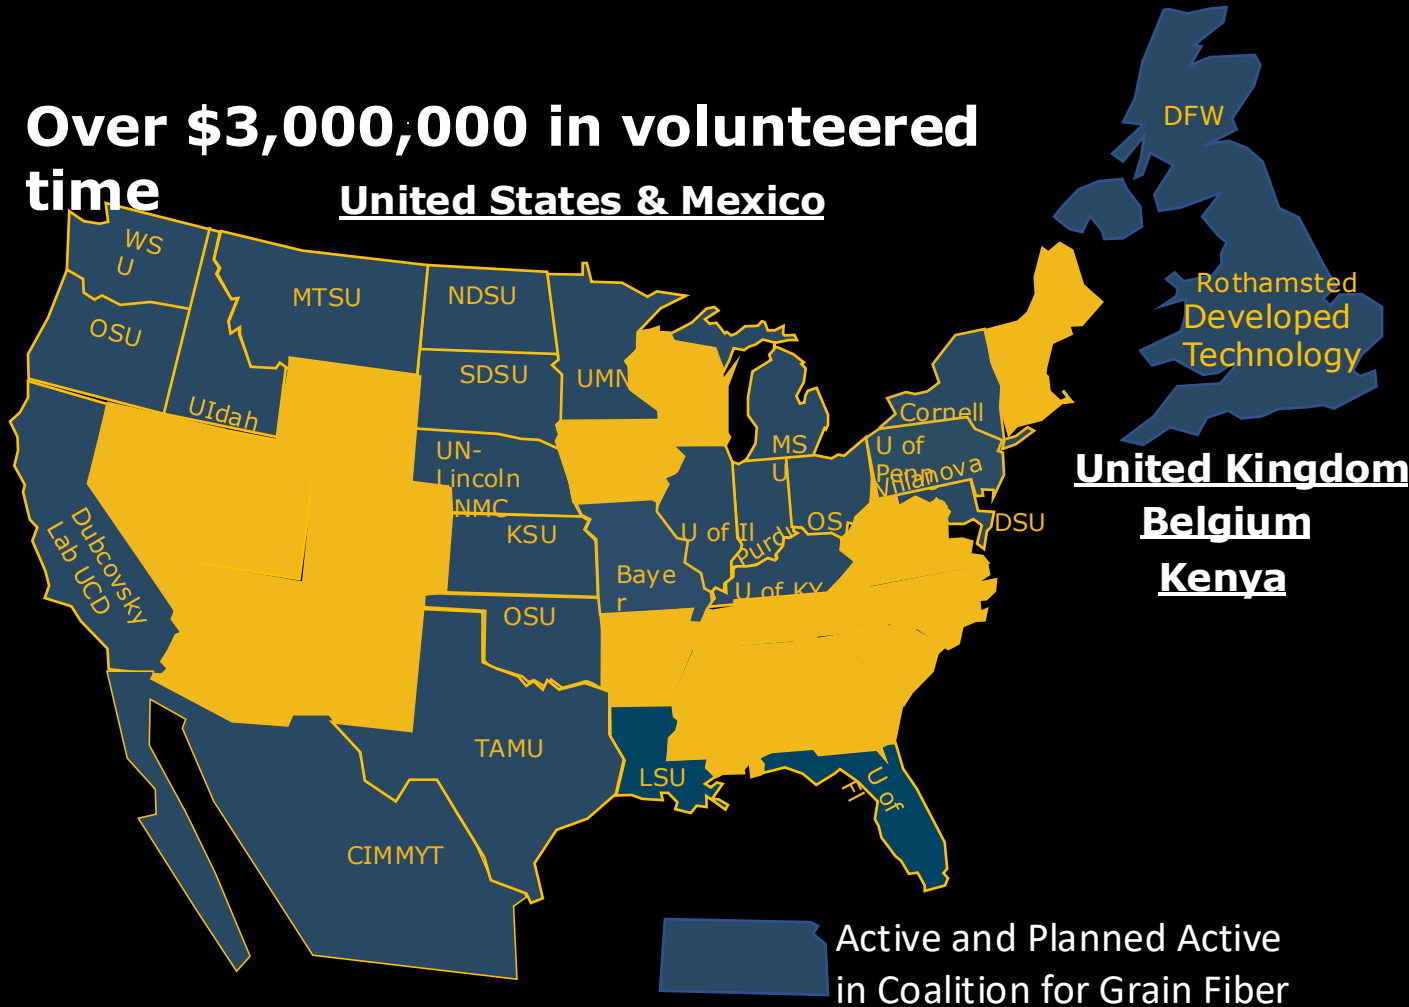 Over $3,000,000 in volunteered
time
United States & Mexico
DFW
Rothamsted
Developed
Technology
United Kingdom
Belgium
Kenya
WS
U
MTSU
NDSU
OSU
SDSU
UMN
UIdah
Cornell
UN-
Lincoln
NMC
MS
U
U of
Penn
Villanova
Dubcovsky
Lab UCD
KSU
U of Il
Purdu
OS
DSU
Baye
r
U of KY
OSU
TAMU
LSU
U of
Fl
CIMMYT
Active and Planned Active
in Coalition for Grain Fiber